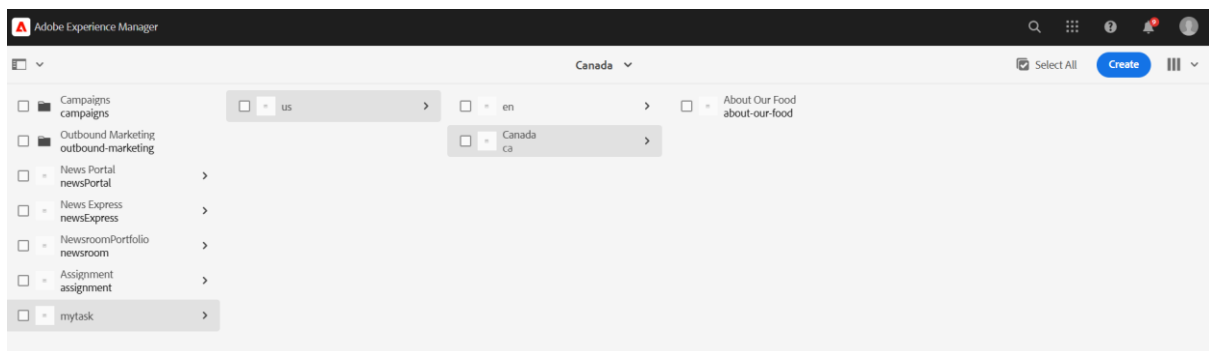 Adobe Experience Manager
9
Canada
Select All
Create
Campaigns
campaigns
Outbound Marketing
outbound-marketing
News Portal
newsPortal
News Express
newsExpress
NewsroomPortfolio
newsroom
Assignment
assignment
mytask
us
en
Canada
ca
About Our Food
about-our-food